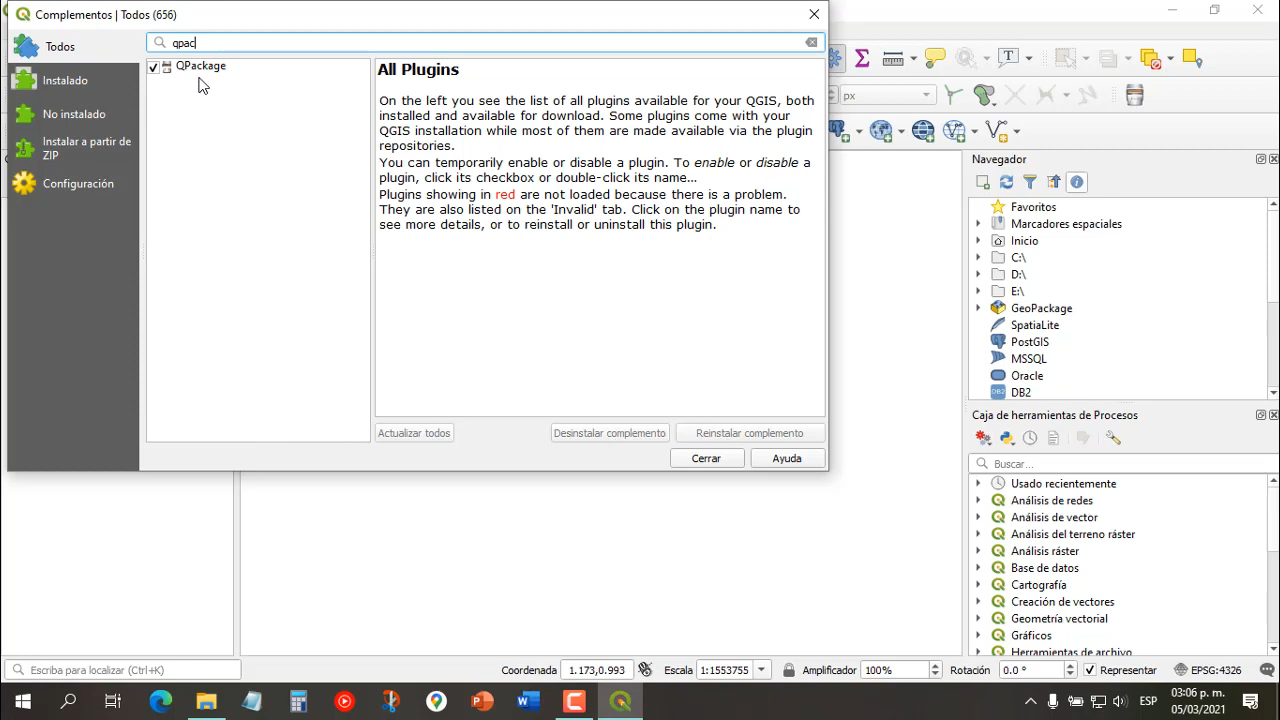 Complementos | Todos (656)
Todos
qpac
Instalado
QPackage
No instalado
Instalar a partir de
ZIP
Configuración
All Plugins
On the left you see the list of all plugins available for your QGIS, both
installed and available for download. Some plugins come with your
QGIS installation while most of them are made available via the plugin
repositories.
You can temporarily enable or disable a plugin. To enable or disable a
plugin, click its checkbox or double-click its name...
Plugins showing in red are not loaded because there is a problem.
They are also listed on the 'Invalid' tab. Click on the plugin name to
see more details, or to reinstall or uninstall this plugin.
Actualizar todos
Desinstalar complemento
Reinstalar complemento
Cerrar
Ayuda
px
Navegador
Favoritos
Marcadores espaciales
Inicio
C:\
D:\
E:\
GeoPackage
SpatiaLite
PostGIS
MSSQL
Oracle
DB2
Caja de herramientas de Procesos
Buscar...
Usado recientemente
Análisis de redes
Análisis de vector
Análisis del terreno ráster
Análisis ráster
Base de datos
Cartografía
Creación de vectores
Geometría vectorial
Gráficos
Herramientas de archivo
Escriba para localizar (Ctrl+K)
Coordenada 1.173,0.993
Escala 1:1553755
Amplificador 100%
Rotación 0.0 °
Representar
EPSG:4326
ESP
03:06 p. m.
05/03/2021